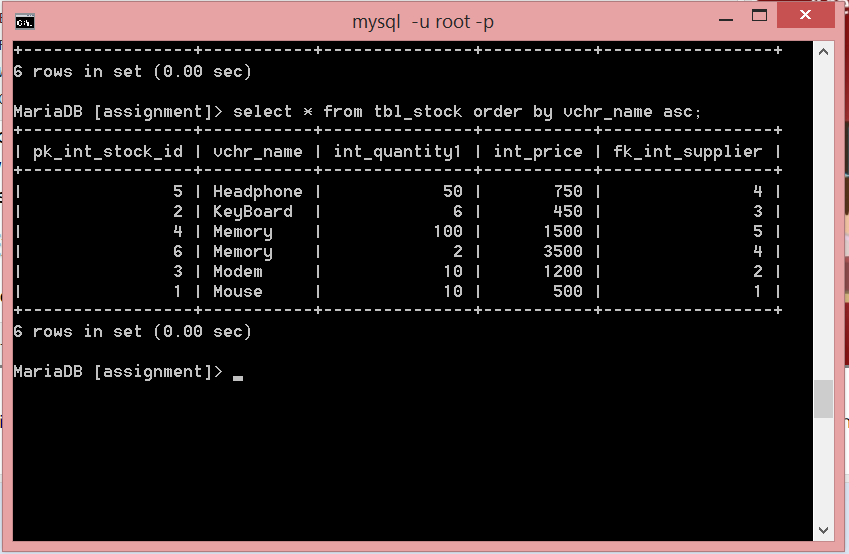 mysql  -u root -p
+------------------+------------+---------------+-----------+-----------------+
6 rows in set (0.00 sec)
MariaDB [assignment]> select * from tbl_stock order by vchr_name asc;
+------------------+------------+---------------+-----------+-----------------+
| pk_int_stock_id | vchr_name | int_quantity1 | int_price | fk_int_supplier |
+------------------+------------+---------------+-----------+-----------------+
|               5 | Headphone |            50 |       750 |               4 |
|               2 | KeyBoard  |             6 |       450 |               3 |
|               4 | Memory    |           100 |      1500 |               5 |
|               6 | Memory    |             2 |      3500 |               4 |
|               3 | Modem     |            10 |      1200 |               2 |
|               1 | Mouse     |            10 |       500 |               1 |
+------------------+------------+---------------+-----------+-----------------+
6 rows in set (0.00 sec)
MariaDB [assignment]> _